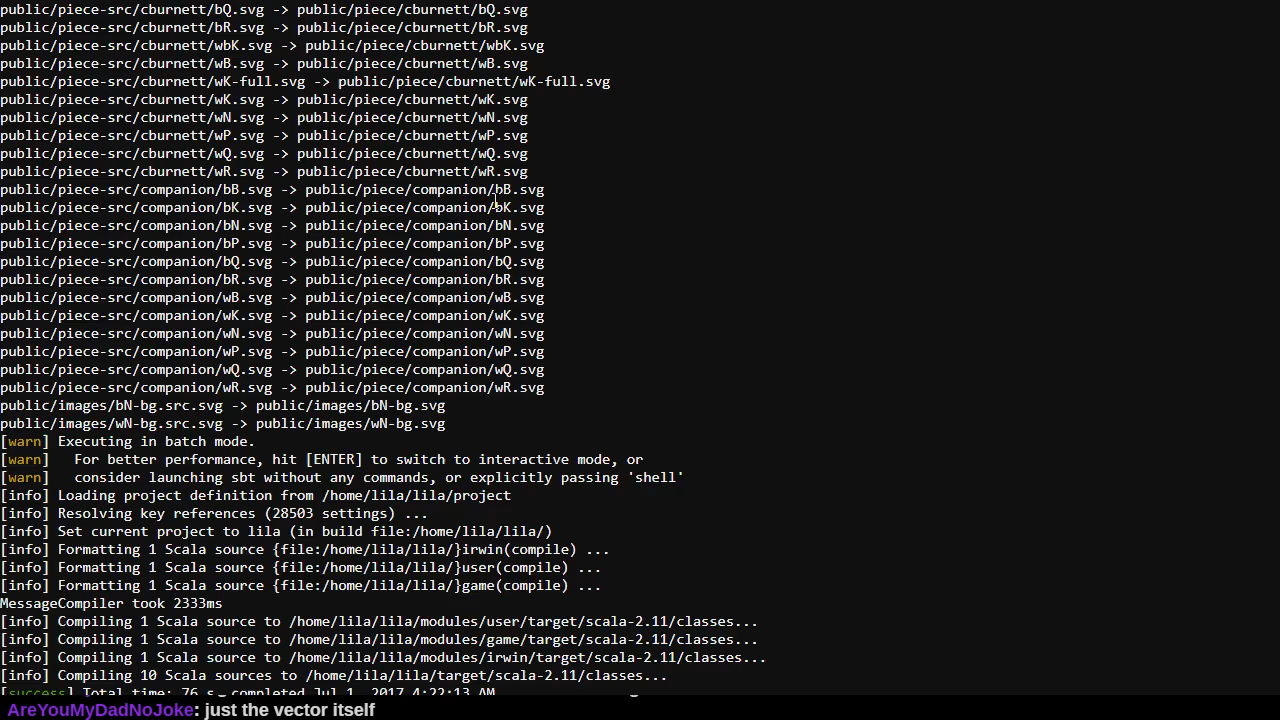 public/piece-src/cburnett/bQ.svg -> public/piece/cburnett/bQ.svg
public/piece-src/cburnett/bR.svg -> public/piece/cburnett/bR.svg
public/piece-src/cburnett/wbK.svg -> public/piece/cburnett/wbK.svg
public/piece-src/cburnett/wB.svg -> public/piece/cburnett/wB.svg
public/piece-src/cburnett/wK-full.svg -> public/piece/cburnett/wK-full.svg
public/piece-src/cburnett/wK.svg -> public/piece/cburnett/wK.svg
public/piece-src/cburnett/wN.svg -> public/piece/cburnett/wN.svg
public/piece-src/cburnett/wP.svg -> public/piece/cburnett/wP.svg
public/piece-src/cburnett/wQ.svg -> public/piece/cburnett/wQ.svg
public/piece-src/cburnett/wR.svg -> public/piece/cburnett/wR.svg
public/piece-src/companion/bB.svg -> public/piece/companion/bB.svg
public/piece-src/companion/bK.svg -> public/piece/companion/bK.svg
public/piece-src/companion/bN.svg -> public/piece/companion/bN.svg
public/piece-src/companion/bP.svg -> public/piece/companion/bP.svg
public/piece-src/companion/bQ.svg -> public/piece/companion/bQ.svg
public/piece-src/companion/bR.svg -> public/piece/companion/bR.svg
public/piece-src/companion/wB.svg -> public/piece/companion/wB.svg
public/piece-src/companion/wK.svg -> public/piece/companion/wK.svg
public/piece-src/companion/wN.svg -> public/piece/companion/wN.svg
public/piece-src/companion/wP.svg -> public/piece/companion/wP.svg
public/piece-src/companion/wQ.svg -> public/piece/companion/wQ.svg
public/piece-src/companion/wR.svg -> public/piece/companion/wR.svg
public/images/bN-bg.src.svg -> public/images/bN-bg.svg
public/images/wN-bg.src.svg -> public/images/wN-bg.svg
[warn] Executing in batch mode.
[warn]   For better performance, hit [ENTER] to switch to interactive mode, or
[warn]   consider launching sbt without any commands, or explicitly passing 'shell'
[info] Loading project definition from /home/lila/lila/project
[info] Resolving key references (28503 settings) ...
[info] Set current project to lila (in build file:/home/lila/lila/)
[info] Formatting 1 Scala source {file:/home/lila/lila/}irwin(compile) ...
[info] Formatting 1 Scala source {file:/home/lila/lila/}user(compile) ...
[info] Formatting 1 Scala source {file:/home/lila/lila/}game(compile) ...
MessageCompiler took 2333ms
[info] Compiling 1 Scala source to /home/lila/lila/modules/user/target/scala-2.11/classes...
[info] Compiling 1 Scala source to /home/lila/lila/modules/game/target/scala-2.11/classes...
[info] Compiling 1 Scala source to /home/lila/lila/modules/irwin/target/scala-2.11/classes...
[info] Compiling 10 Scala sources to /home/lila/lila/target/scala-2.11/classes...
[success] Total time: 76 s, completed Jul 1, 2017 4:22:13 AM
AreYouMyDadNoJoke: just the vector itself